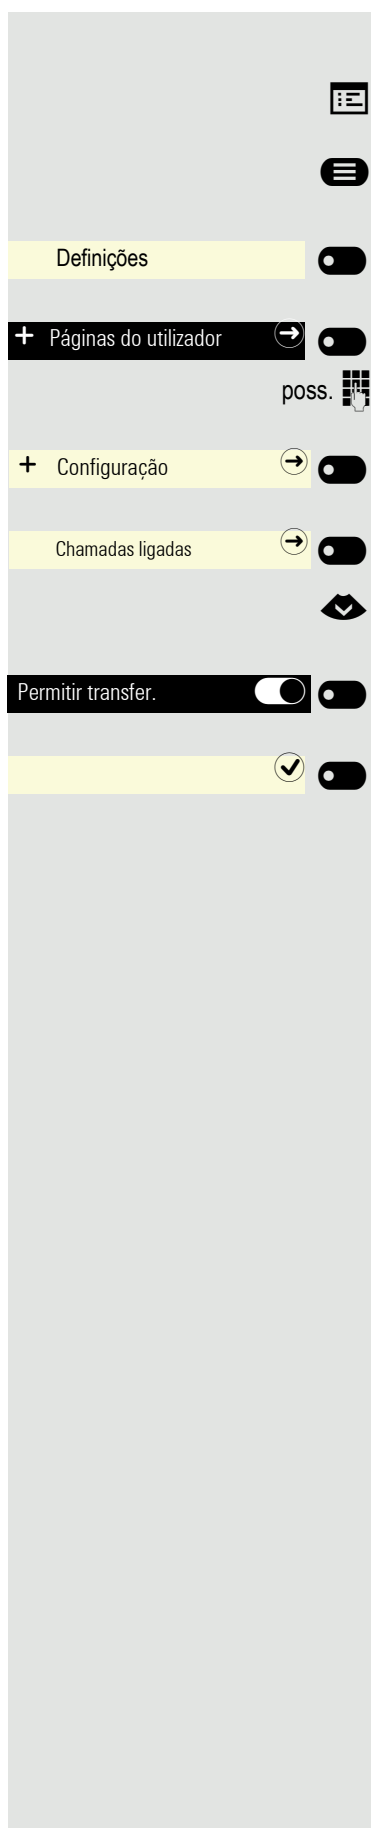 Definições
+ Páginas do utilizador
poss.
+ Configuração
Chamadas ligadas
Permitir transfer.